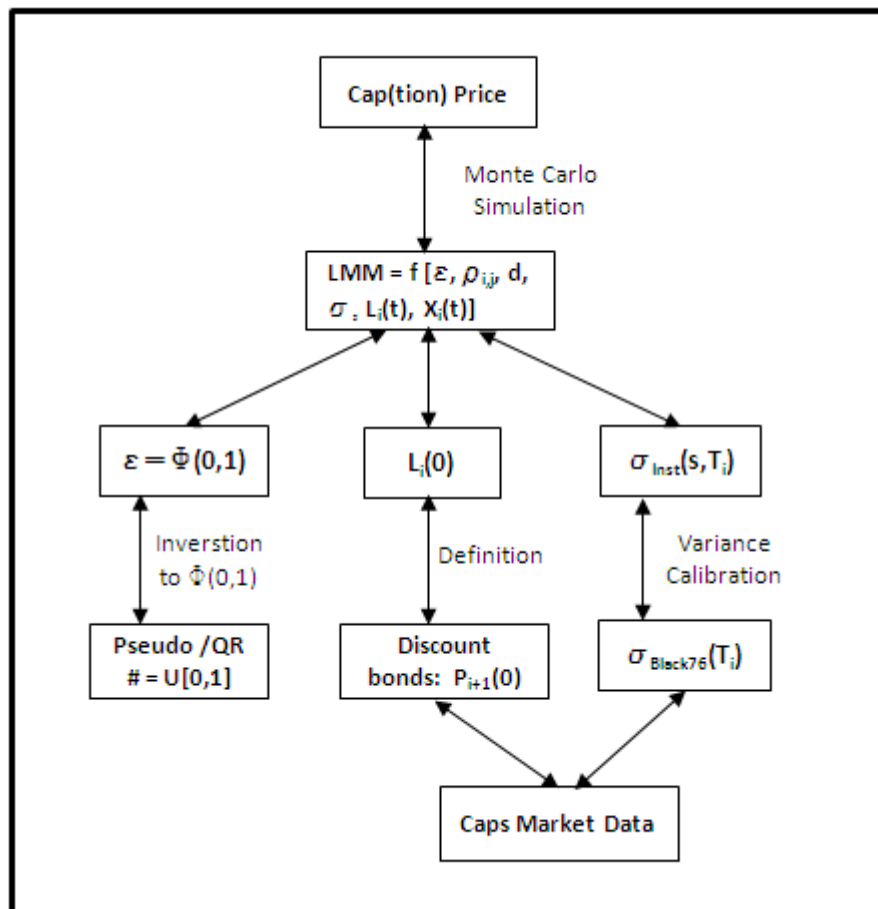 Cap(tion) Price
Monte Carlo
Simulation
LMM = f [ε, ρi,j, d,
σ, Li(t), Xi(t)]
ε = Φ(0,1)
Li(0)
σInst(s,Ti)
Inverstion
to Φ(0,1)
Definition
Variance
Calibration
Pseudo /QR
# = U[0,1]
Discount
bonds: Pi+1(0)
σBlack76(Ti)
Caps Market Data